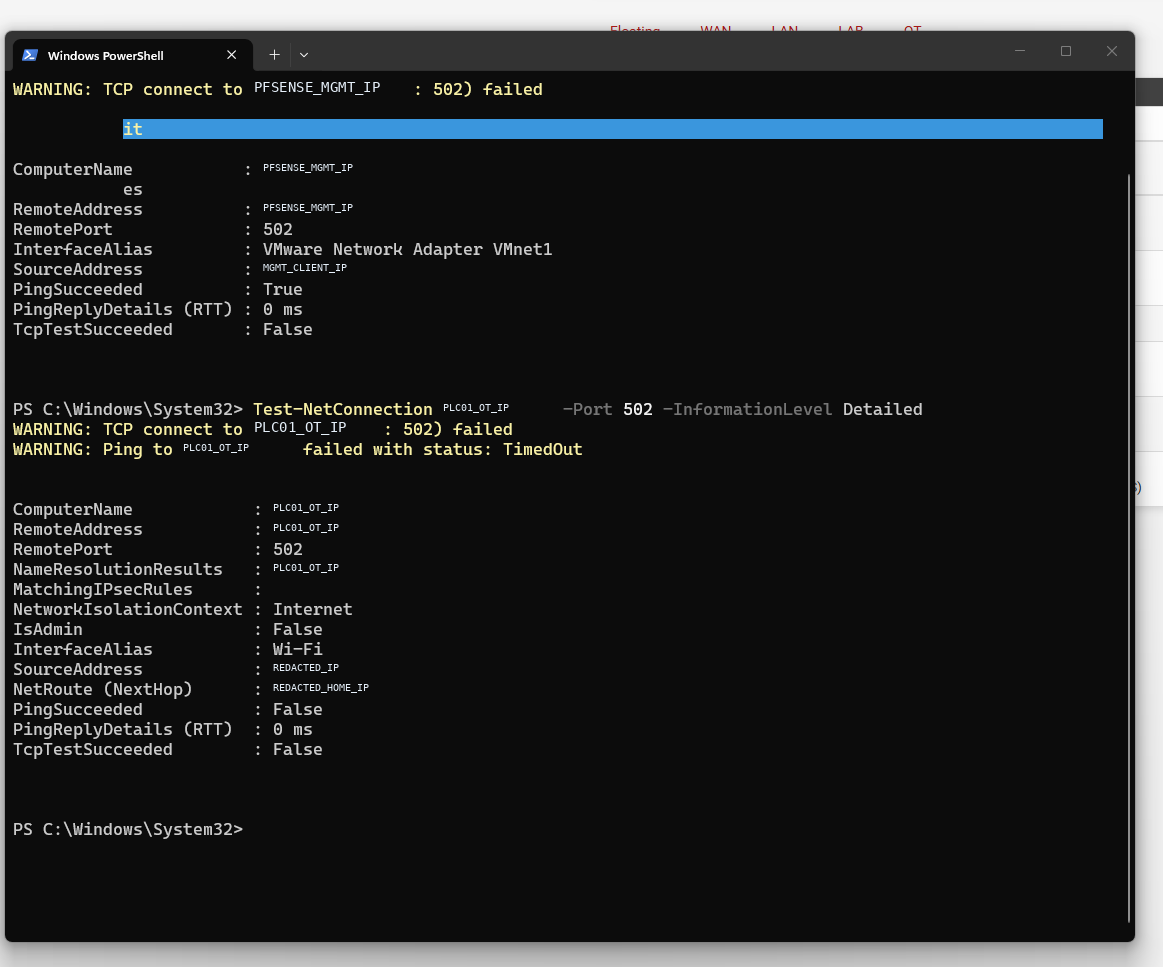 Floating WAN LAN LAB OT
Windows PowerShell
WARNING: TCP connect to PFSENSE_MGMT_IP : 502) failed
it
ComputerName : PFSENSE_MGMT_IP
es
RemoteAddress : PFSENSE_MGMT_IP
RemotePort : 502
InterfaceAlias : VMware Network Adapter VMnet1
SourceAddress : MGMT_CLIENT_IP
PingSucceeded : True
PingReplyDetails (RTT) : 0 ms
TcpTestSucceeded : False
PS C:\Windows\System32> Test-NetConnection PLC01_OT_IP -Port 502 -InformationLevel Detailed
WARNING: TCP connect to PLC01_OT_IP : 502) failed
WARNING: Ping to PLC01_OT_IP failed with status: TimedOut
ComputerName : PLC01_OT_IP
RemoteAddress : PLC01_OT_IP
RemotePort : 502
NameResolutionResults : PLC01_OT_IP
MatchingIPsecRules :
NetworkIsolationContext : Internet
IsAdmin : False
InterfaceAlias : Wi-Fi
SourceAddress : REDACTED_IP
NetRoute (NextHop) : REDACTED_HOME_IP
PingSucceeded : False
PingReplyDetails (RTT) : 0 ms
TcpTestSucceeded : False
PS C:\Windows\System32>